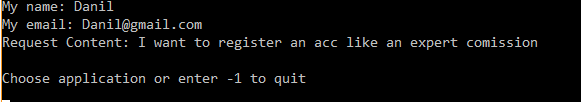 My name: Danil
My email: Danil@gmail.com
Request Content: I want to register an acc like an expert comission
Choose application or enter -1 to quit